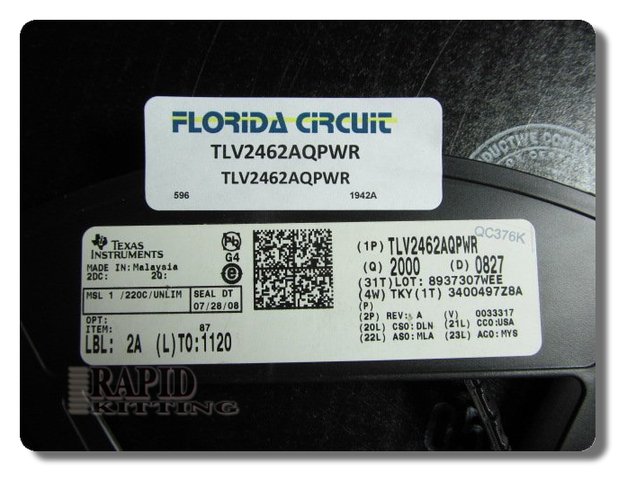 FLORIDA CIRCUIT
TLV2462AQPWR
TLV2462AQPWR
596 1942A
UCTIVE CO
QC376K
TEXAS
INSTRUMENTS
MADE IN: Malaysia
2DC: 2Q:
Pb
G4
e
MSL 1 /220C/UNLIM SEAL DT
07/28/08
OPT:
ITEM: 87
LBL: 2A (L)TO:1120
(1P) TLV2462AQPWR
(Q) 2000 (D) 0827
(31T)LOT: 8937307WEE
(4W) TKY(1T) 3400497Z8A
(P)
(2P) REV: A (V) 0033317
(20L) CSO:DLN (21L) CCO:USA
(22L) ASO:MLA (23L) ACO:MYS
RAPID
KITTING